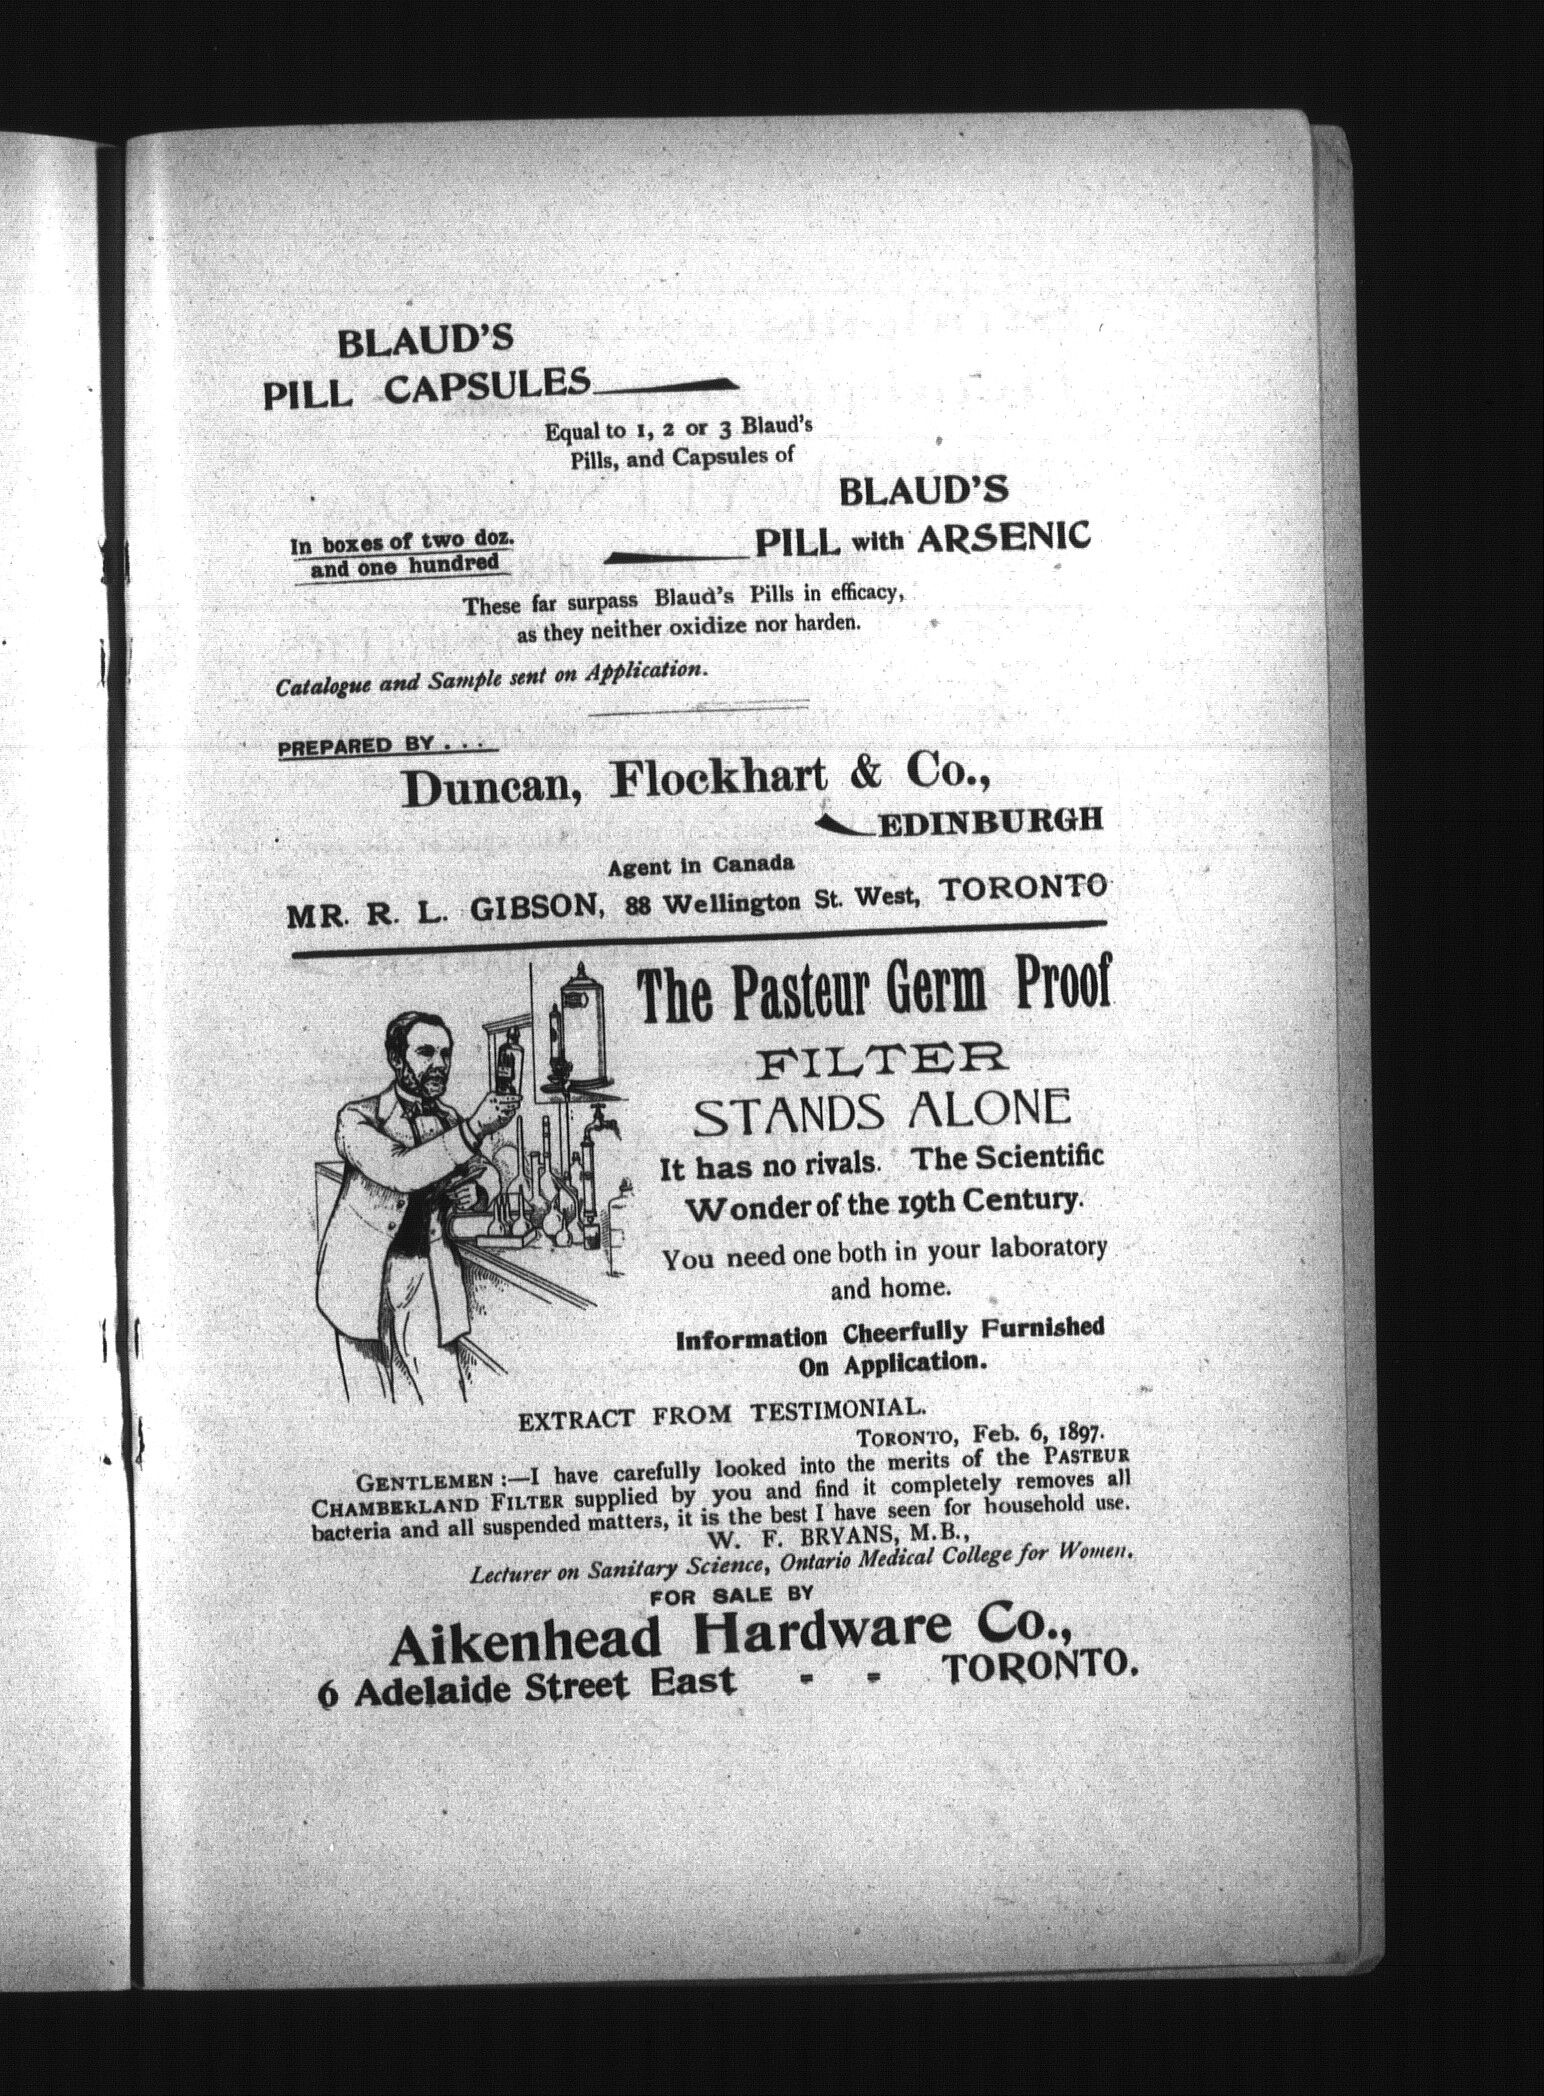 BLAUD'S
PILL CAPSULES
Equal to 1, 2 or 3 Blaud's
Pills, and Capsules of
BLAUD'S
PILL with ARSENIC
In boxes of two doz.
and one hundred
These far surpass Blaud's Pills in efficacy,
as they neither oxidize nor harden.
Catalogue and Sample sent on Application.
PREPARED BY . . .
Duncan, Flockhart & Co.,
EDINBURGH
Agent in Canada
MR. R. L. GIBSON, 88 Wellington St. West, TORONTO
The Pasteur Germ Proof
FILTER
STANDS ALONE
It has no rivals. The Scientific
Wonder of the 19th Century.
You need one both in your laboratory
and home.
Information Cheerfully Furnished
On Application.
EXTRACT FROM TESTIMONIAL.
TORONTO, Feb. 6, 1897.
GENTLEMEN :—I have carefully looked into the merits of the PASTEUR
CHAMBERLAND FILTER supplied by you and find it completely removes all
bacteria and all suspended matters, it is the best I have seen for household use.
W. F. BRYANS, M.B.,
Lecturer on Sanitary Science, Ontario Medical College for Women.
FOR SALE BY
Aikenhead Hardware Co.,
6 Adelaide Street East - - TORONTO.